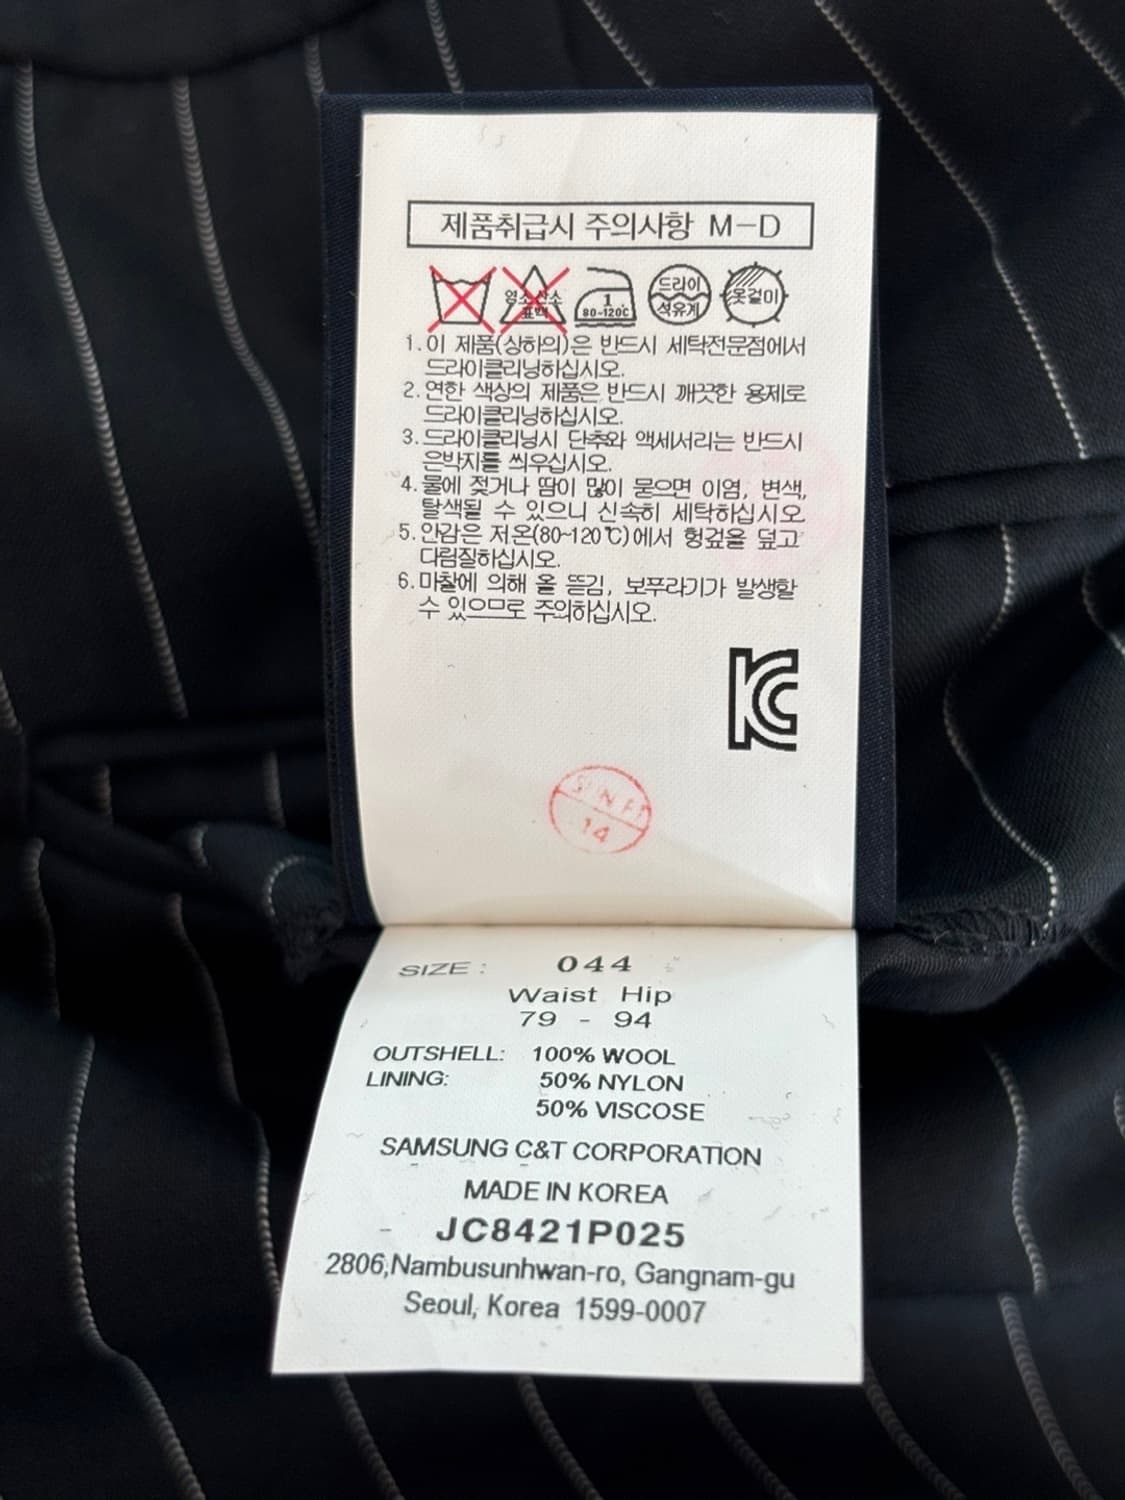 제품취급시 주의사항 M-D
염소산소
표백
1
80~120℃
드라이
석유계
옷걸이
1. 이 제품(상하의)은 반드시 세탁전문점에서
드라이클리닝하십시오.
2. 연한 색상의 제품은 반드시 깨끗한 용제로
드라이클리닝하십시오.
3. 드라이클리닝시 단추와 액세서리는 반드시
은박지를 씌우십시오.
4. 물에 젖거나 땀이 많이 묻으면 이염, 변색,
탈색될 수 있으니 신속히 세탁하십시오
5. 안감은 저온(80~120℃)에서 헝겊을 덮고
다림질하십시오.
6. 마찰에 의해 올 뜯김, 보푸라기가 발생할
수 있으므로 주의하십시오.
KC
14
SIZE : 044
Waist Hip
79 - 94
OUTSHELL: 100% WOOL
LINING: 50% NYLON
50% VISCOSE
SAMSUNG C&T CORPORATION
MADE IN KOREA
JC8421P025
2806,Nambusunhwan-ro, Gangnam-gu
Seoul, Korea 1599-0007